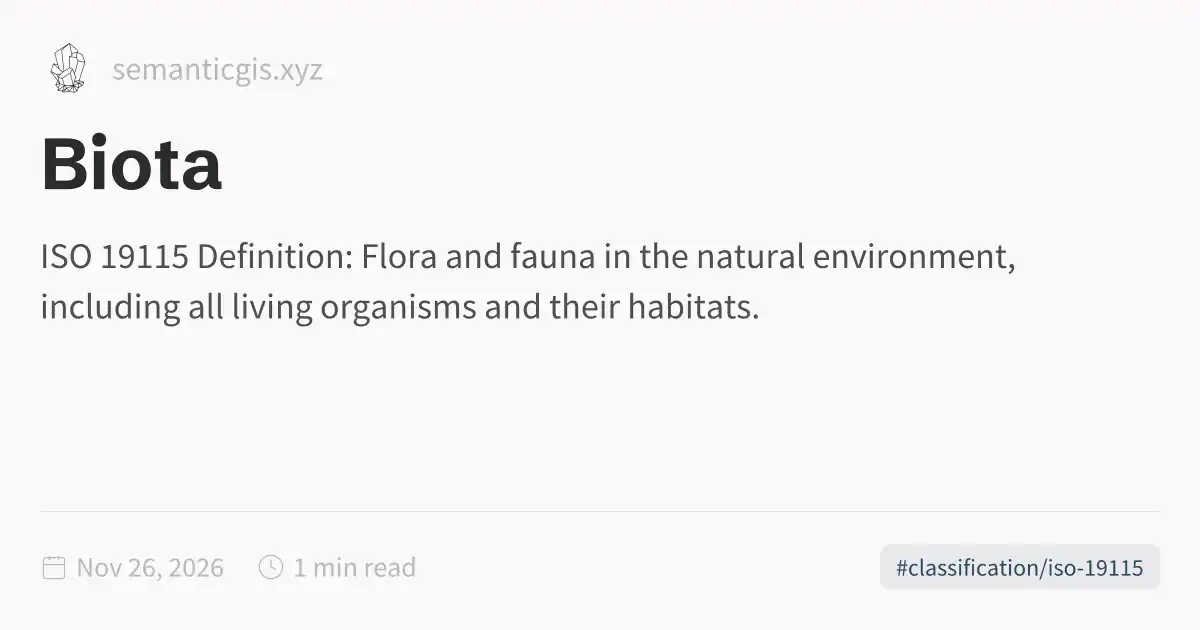 semanticgis.xyz
Biota
ISO 19115 Definition: Flora and fauna in the natural environment,
including all living organisms and their habitats.
Nov 26, 2026 1 min read #classification/iso-19115